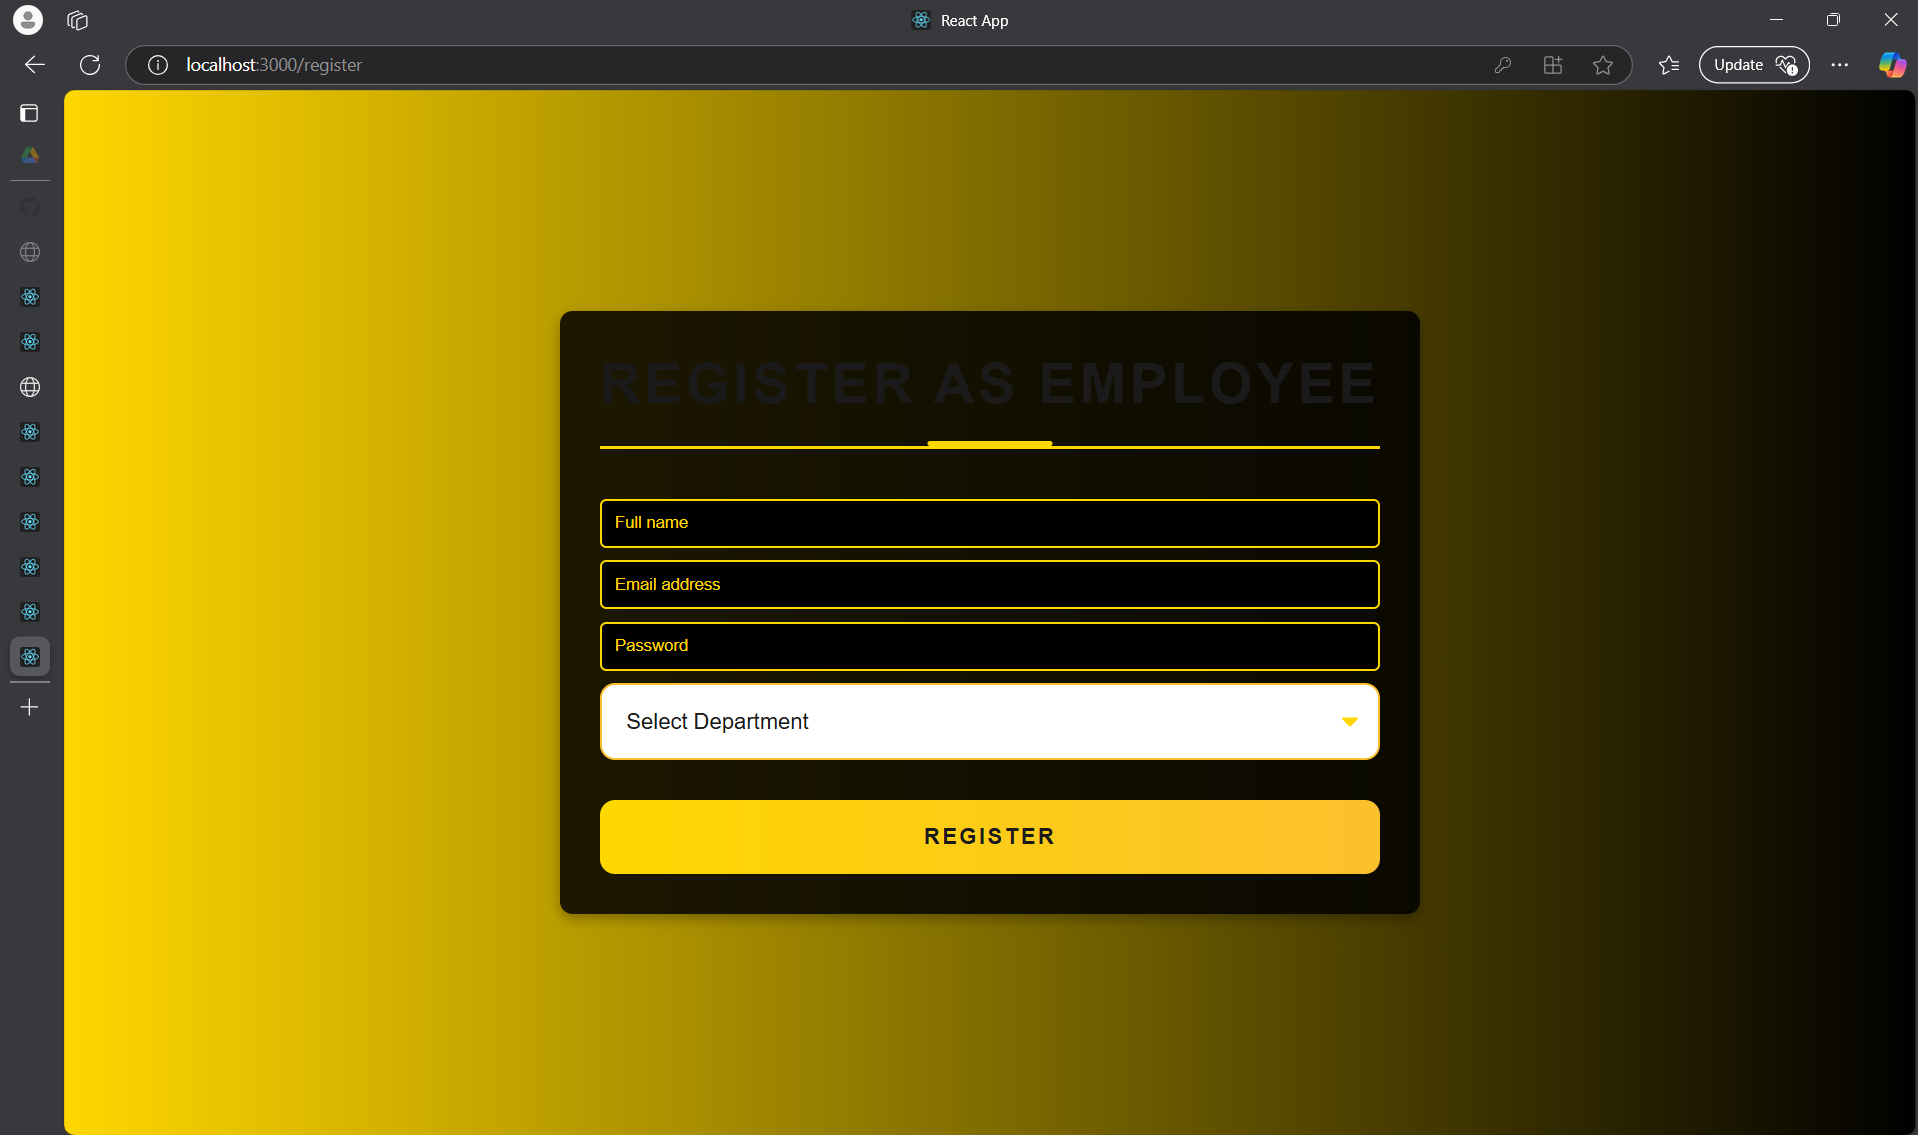 React App
localhost:3000/register
Update
REGISTER AS EMPLOYEE
Full name
Email address
Password
Select Department
REGISTER